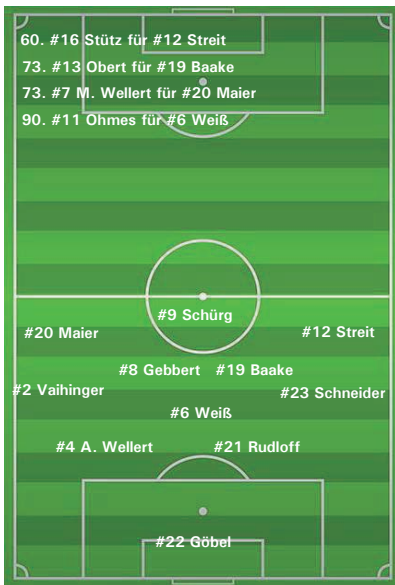 60. #16 Stütz für #12 Streit
73. #13 Obert für #19 Baake
73. #7 M. Wellert für #20 Maier
90. #11 Ohmes für #6 Weiß
#9 Schürg
#20 Maier
#12 Streit
#8 Gebbert
#19 Baake
#2 Vaihinger
#23 Schneider
#6 Weiß
#4 A. Wellert
#21 Rudloff
#22 Göbel